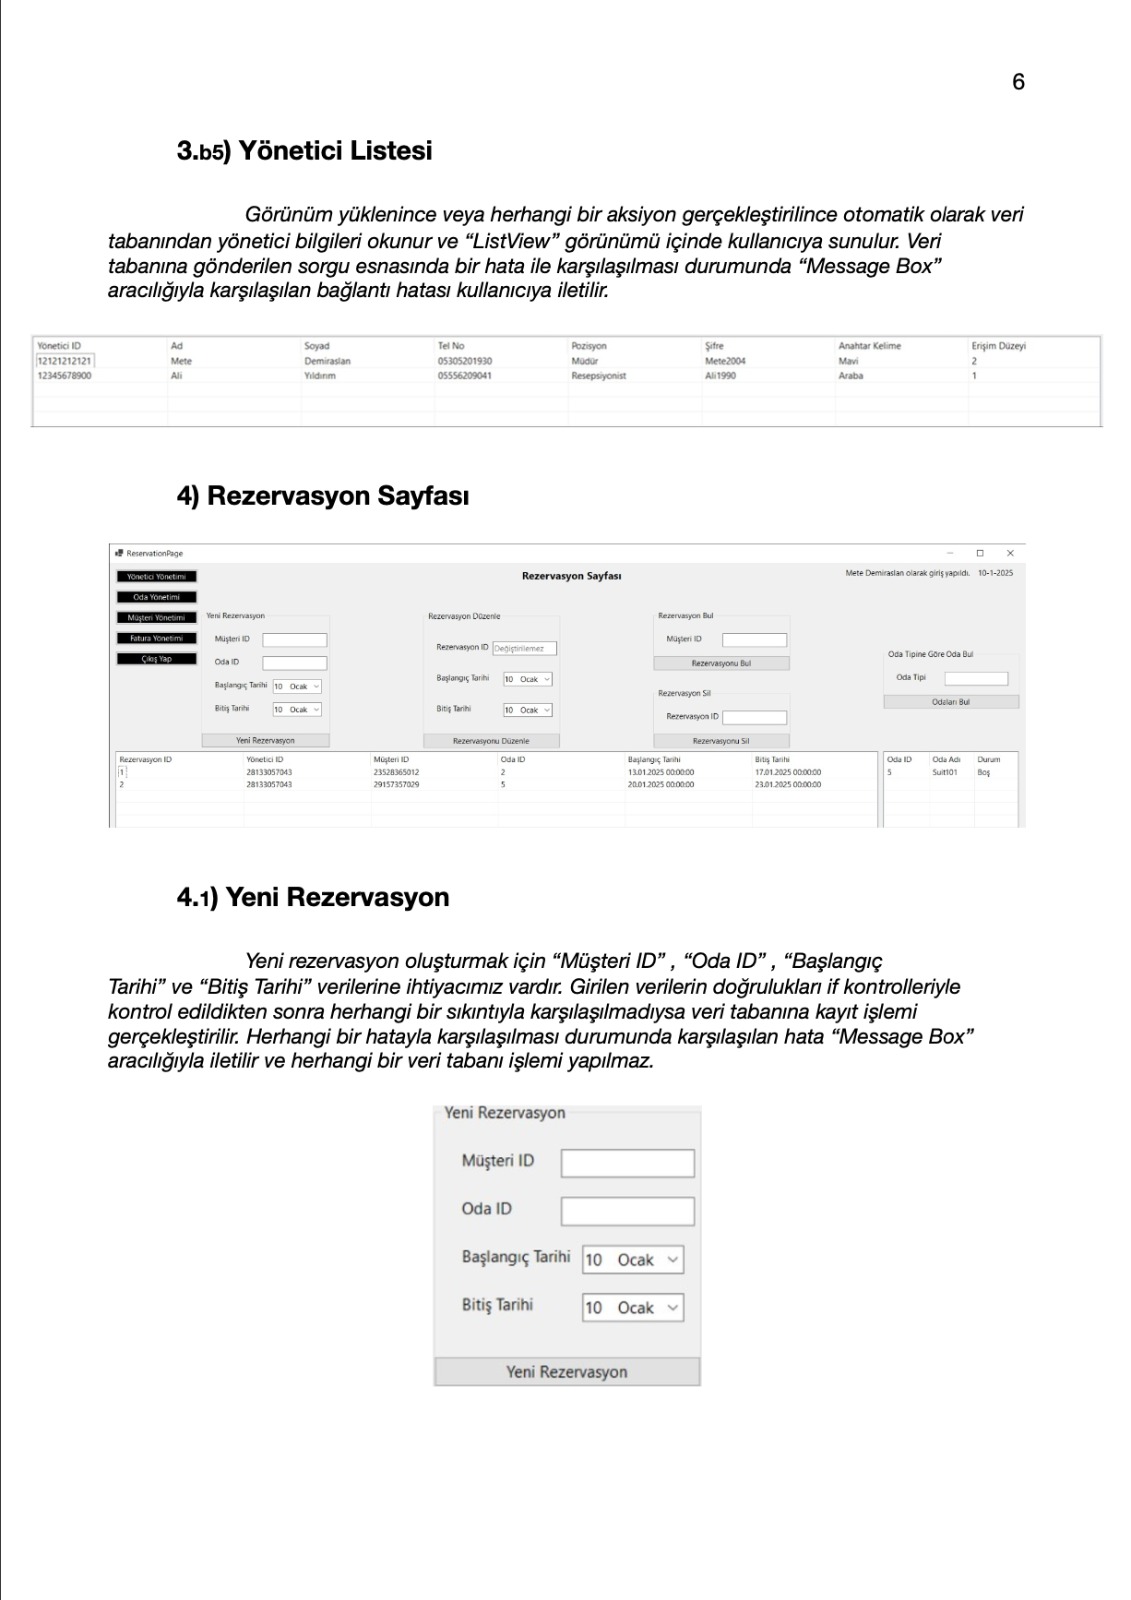 6
3.b5) Yönetici Listesi
Görünüm yüklenince veya herhangi bir aksiyon gerçekleştirilince otomatik olarak veri
tabanından yönetici bilgileri okunur ve “ListView” görünümü içinde kullanıcıya sunulur. Veri
tabanına gönderilen sorgu esnasında bir hata ile karşılaşılması durumunda “Message Box”
aracılığıyla karşılaşılan bağlantı hatası kullanıcıya iletilir.
Yönetici ID Ad Soyad Tel No Pozisyon Şifre Anahtar Kelime Erişim Düzeyi
12121212121 Mete Demiraslan 05305201930 Müdür Mete2004 Mavi 2
12345678900 Ali Yıldırım 05556209041 Resepsiyonist Ali1990 Araba 1
4) Rezervasyon Sayfası
ReservationPage
Rezervasyon Sayfası
Mete Demiraslan olarak giriş yapıldı. 10-1-2025
Yönetici Yönetimi
Oda Yönetimi
Müşteri Yönetimi
Fatura Yönetimi
Çıkış Yap
Yeni Rezervasyon
Müşteri ID
Oda ID
Başlangıç Tarihi 10 Ocak
Bitiş Tarihi 10 Ocak
Yeni Rezervasyon
Rezervasyon Düzenle
Rezervasyon ID Değiştirilemez
Başlangıç Tarihi 10 Ocak
Bitiş Tarihi 10 Ocak
Rezervasyonu Düzenle
Rezervasyon Bul
Müşteri ID
Rezervasyonu Bul
Rezervasyon Sil
Rezervasyon ID
Rezervasyonu Sil
Oda Tipine Göre Oda Bul
Oda Tipi
Odaları Bul
Rezervasyon ID Yönetici ID Müşteri ID Oda ID Başlangıç Tarihi Bitiş Tarihi
1 28133057043 23528365012 2 13.01.2025 00:00:00 17.01.2025 00:00:00
2 28133057043 29157357029 5 20.01.2025 00:00:00 23.01.2025 00:00:00
Oda ID Oda Adı Durum
5 Suit101 Boş
4.1) Yeni Rezervasyon
Yeni rezervasyon oluşturmak için “Müşteri ID” , “Oda ID” , “Başlangıç
Tarihi” ve “Bitiş Tarihi” verilerine ihtiyacımız vardır. Girilen verilerin doğrulukları if kontrolleriyle
kontrol edildikten sonra herhangi bir sıkıntıyla karşılaşılmadıysa veri tabanına kayıt işlemi
gerçekleştirilir. Herhangi bir hatayla karşılaşılması durumunda karşılaşılan hata “Message Box”
aracılığıyla iletilir ve herhangi bir veri tabanı işlemi yapılmaz.
Yeni Rezervasyon
Müşteri ID
Oda ID
Başlangıç Tarihi 10 Ocak
Bitiş Tarihi 10 Ocak
Yeni Rezervasyon